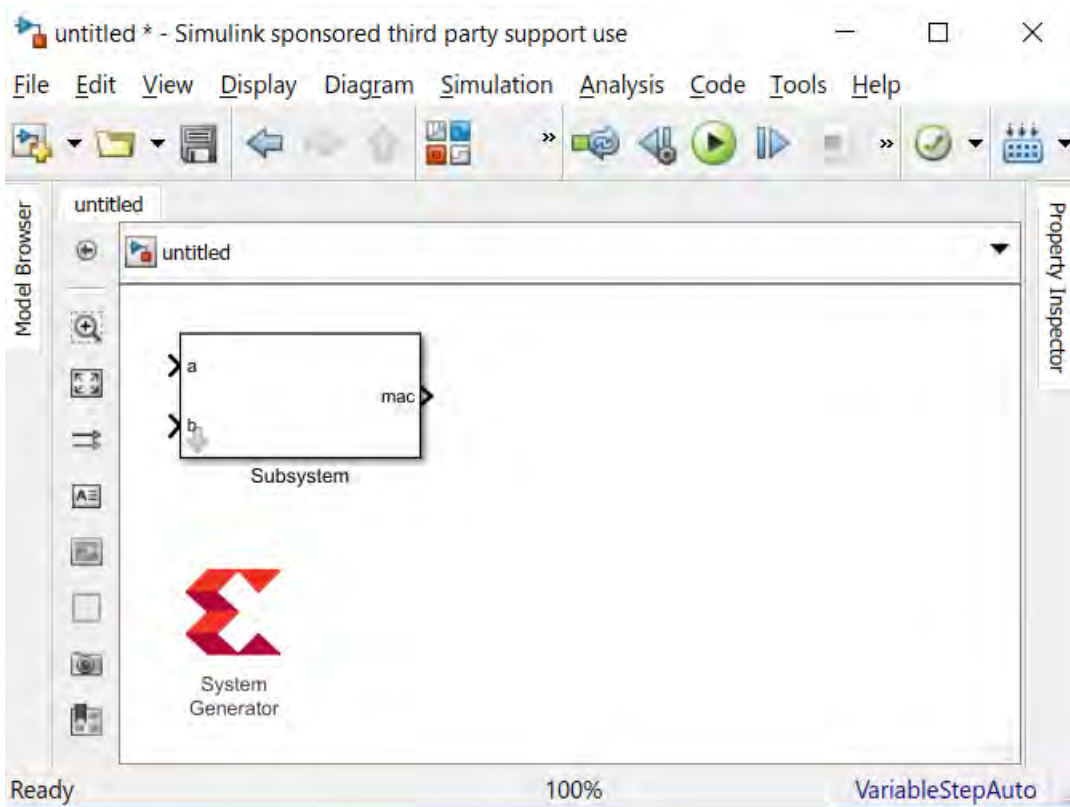 untitled * - Simulink sponsored third party support use
File Edit View Display Diagram Simulation Analysis Code Tools Help
untitled
untitled
Model Browser
Property Inspector
a
b
mac
Subsystem
System
Generator
Ready 100% VariableStepAuto